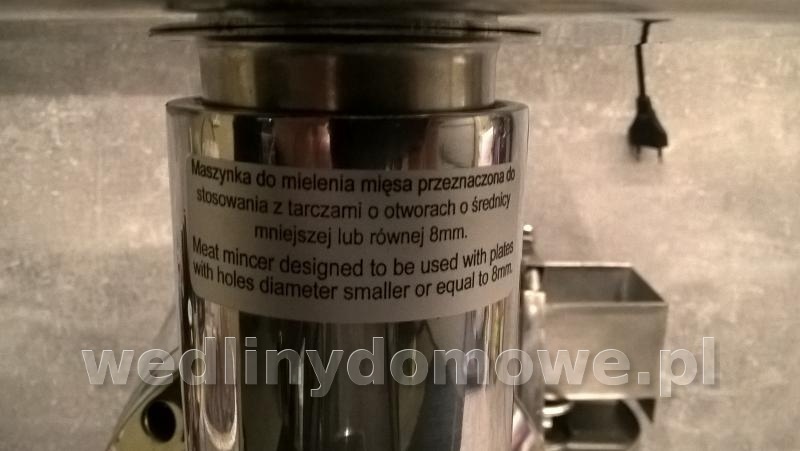 Maszynka do mielenia mięsa przeznaczona do
stosowania z tarczami o otworach o średnicy
mniejszej lub równej 8mm.
Meat mincer designed to be used with plates
with holes diameter smaller or equal to 8mm.
wedlinydomowe.pl